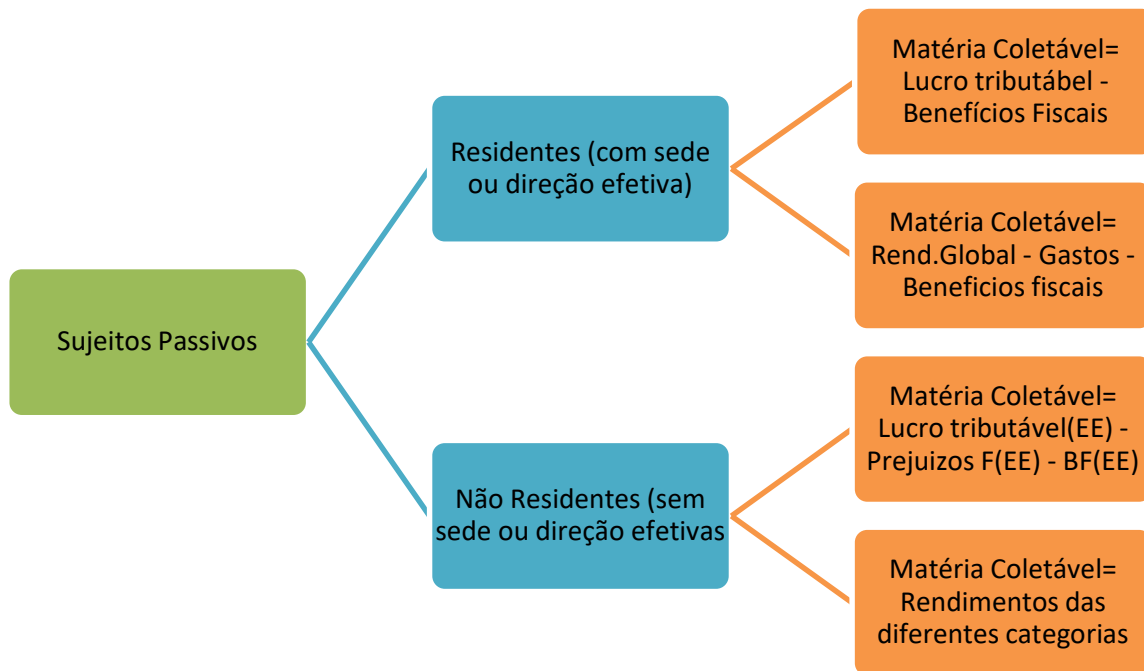 Sujeitos Passivos
Residentes (com sede
ou direção efetiva)
Matéria Coletável=
Lucro tributábel -
Benefícios Fiscais
Matéria Coletável=
Rend.Global - Gastos -
Beneficios fiscais
Não Residentes (sem
sede ou direção efetivas
Matéria Coletável=
Lucro tributável(EE) -
Prejuizos F(EE) - BF(EE)
Matéria Coletável=
Rendimentos das
diferentes categorias